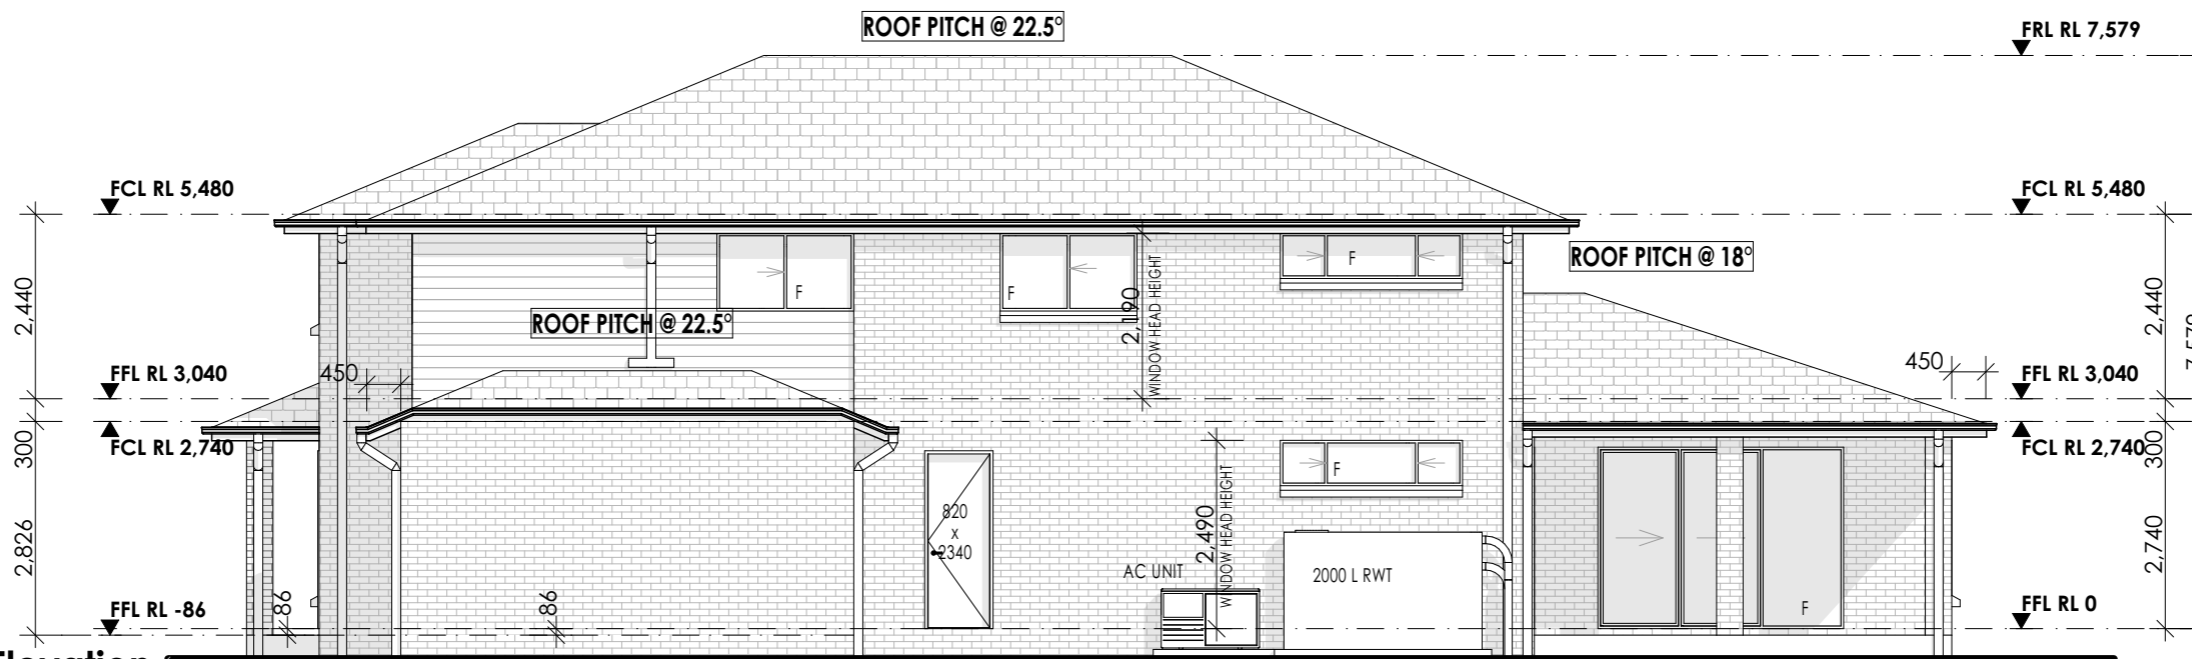 ROOF PITCH @ 22.5°
FRL RL 7,579
FCL RL 5,480
FCL RL 5,480
ROOF PITCH @ 18°
F
F
F
2,440
2,190
WINDOW HEAD HEIGHT
2,440
7,579
ROOF PITCH @ 22.5°
FFL RL 3,040
450
450
FFL RL 3,040
FCL RL 2,740
300
F
FCL RL 2,740
300
2,826
820
x
2340
2,490
WINDOW HEAD HEIGHT
AC UNIT
2000 L RWT
2,740
FFL RL -86
86
86
F
FFL RL 0
Elevation